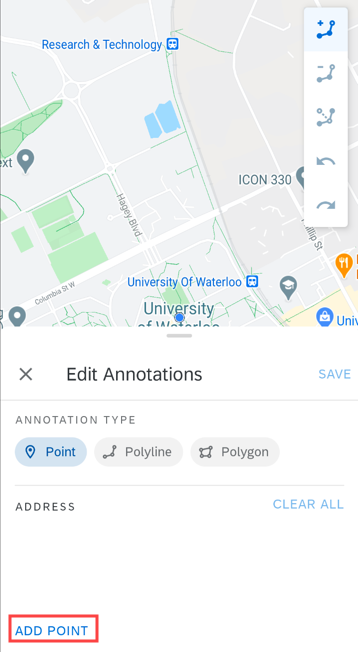 Research & Technology
ext
ICON 330
Hagey Blvd
Phillip St
Columbia St W
University Of Waterloo
University
of Waterloo
Univ
Edit Annotations
SAVE
ANNOTATION TYPE
Point
Polyline
Polygon
ADDRESS
CLEAR ALL
ADD POINT